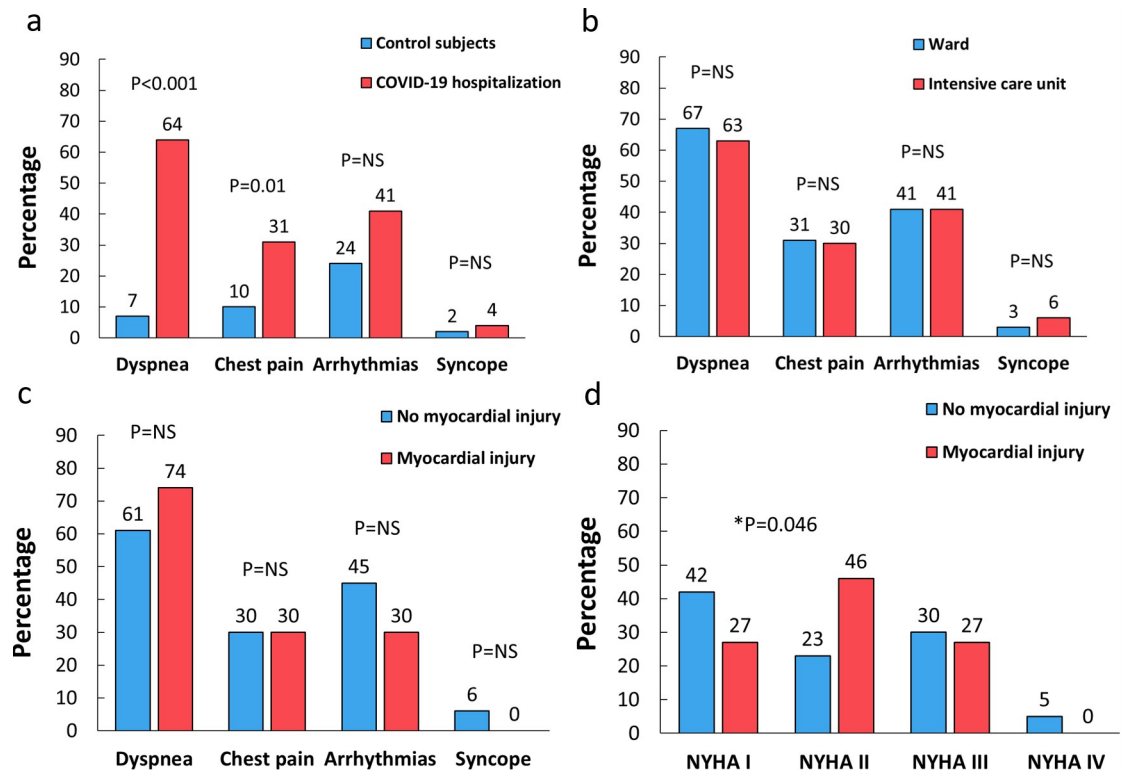 a
Control subjects
COVID-19 hospitalization
Percentage
90
80
70
60
50
40
30
20
10
0
P<0.001
P=0.01
P=NS
P=NS
7
64
10
31
24
41
2
4
Dyspnea
Chest pain
Arrhythmias
Syncope
b
Ward
Intensive care unit
Percentage
90
80
70
60
50
40
30
20
10
0
P=NS
P=NS
P=NS
P=NS
67
63
31
30
41
41
3
6
Dyspnea
Chest pain
Arrhythmias
Syncope
c
No myocardial injury
Myocardial injury
Percentage
90
80
70
60
50
40
30
20
10
0
P=NS
P=NS
P=NS
P=NS
61
74
30
30
45
30
6
0
Dyspnea
Chest pain
Arrhythmias
Syncope
d
No myocardial injury
Myocardial injury
Percentage
90
80
70
60
50
40
30
20
10
0
*P=0.046
42
27
23
46
30
27
5
0
NYHA I
NYHA II
NYHA III
NYHA IV